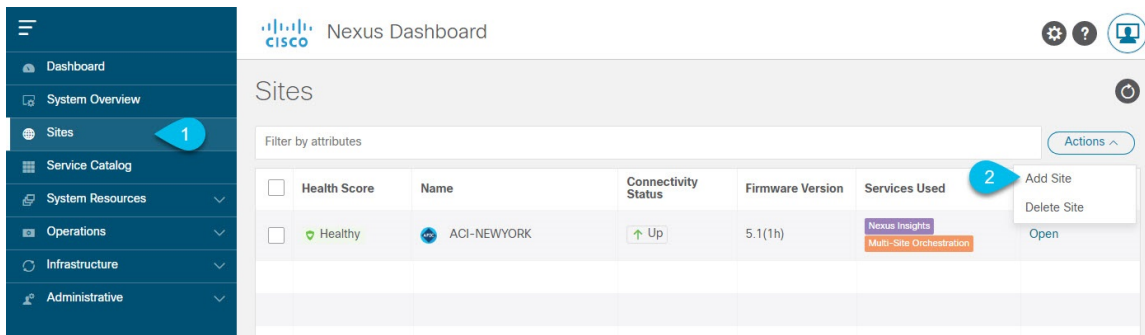 CISCO
Nexus Dashboard
?
Dashboard
System Overview
Sites
1
Service Catalog
System Resources
Operations
Infrastructure
Administrative
Sites
Filter by attributes
Actions
2
Add Site
Delete Site
Health Score
Name
Connectivity
Status
Firmware Version
Services Used
Healthy
ACI-NEWYORK
Up
5.1(1h)
Nexus Insights
Multi-Site Orchestration
Open